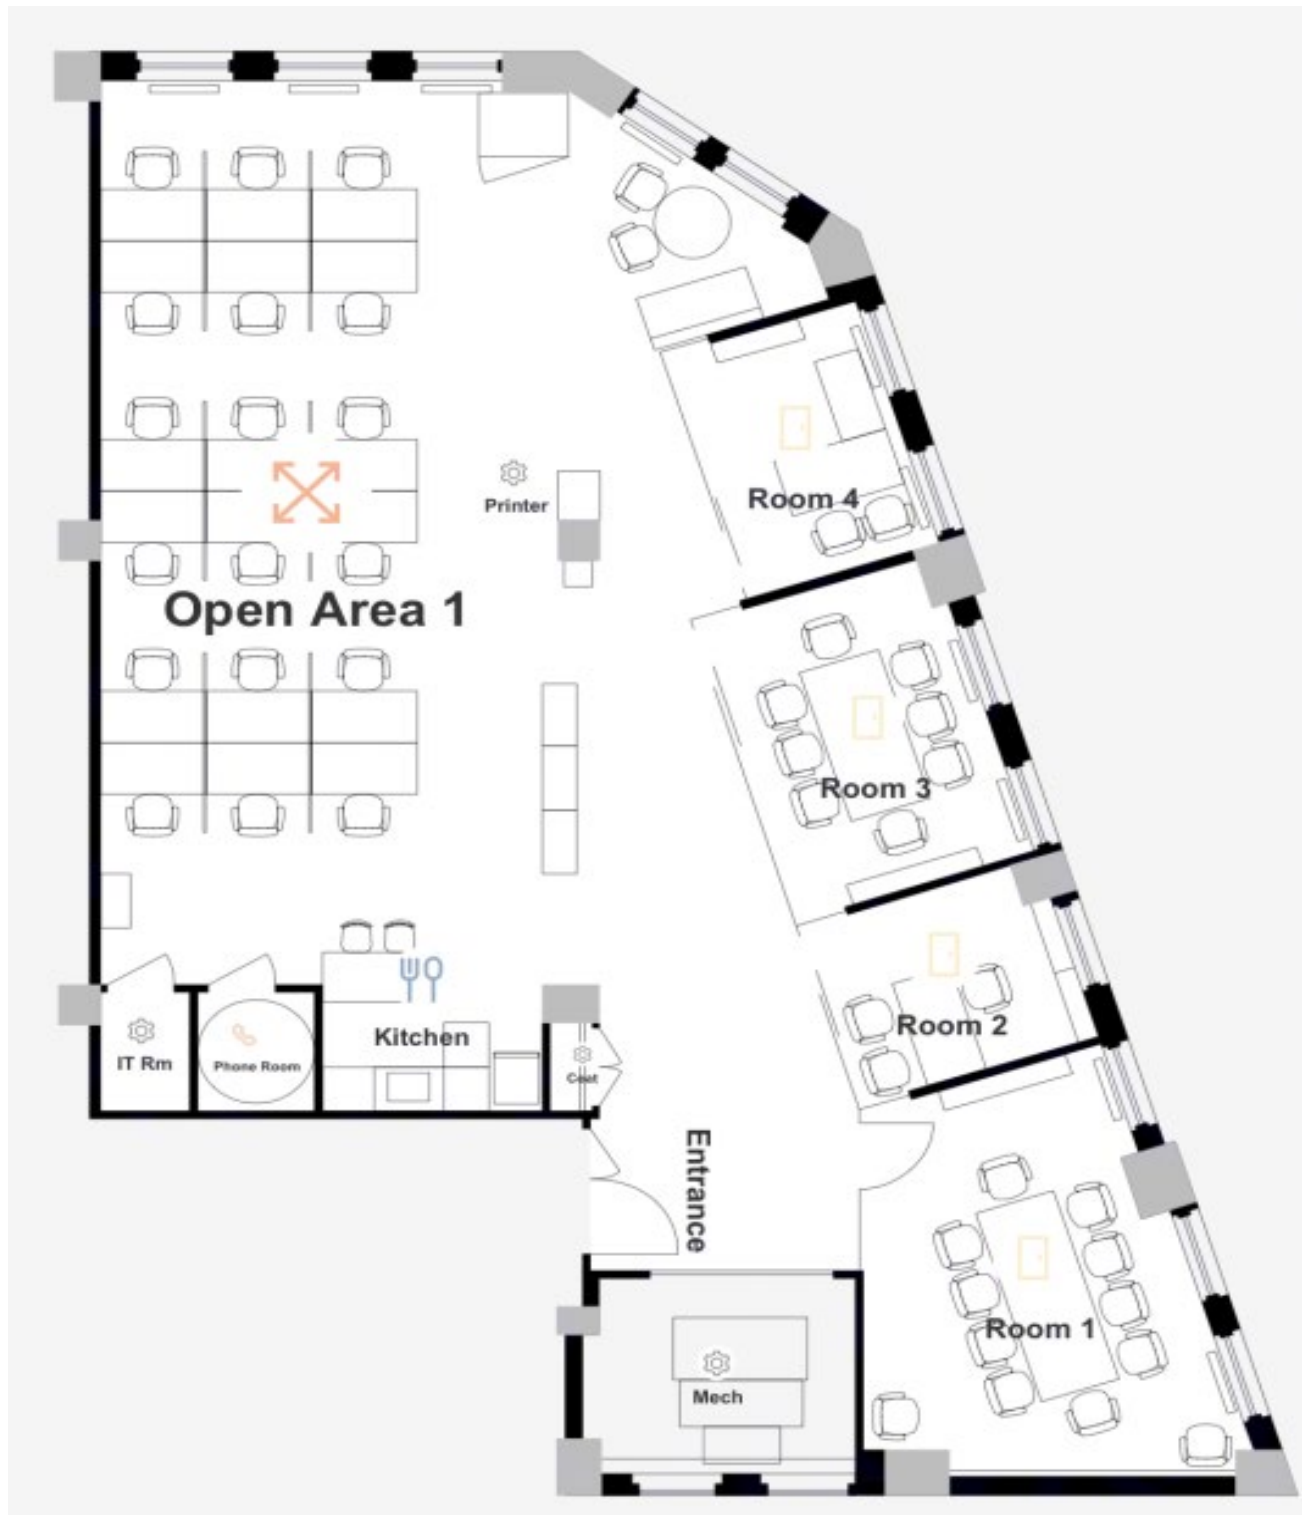 Room 4
Printer
Open Area 1
Room 3
Room 2
Kitchen
IT Rm
Phone Room
Coat
Entrance
Room 1
Mech